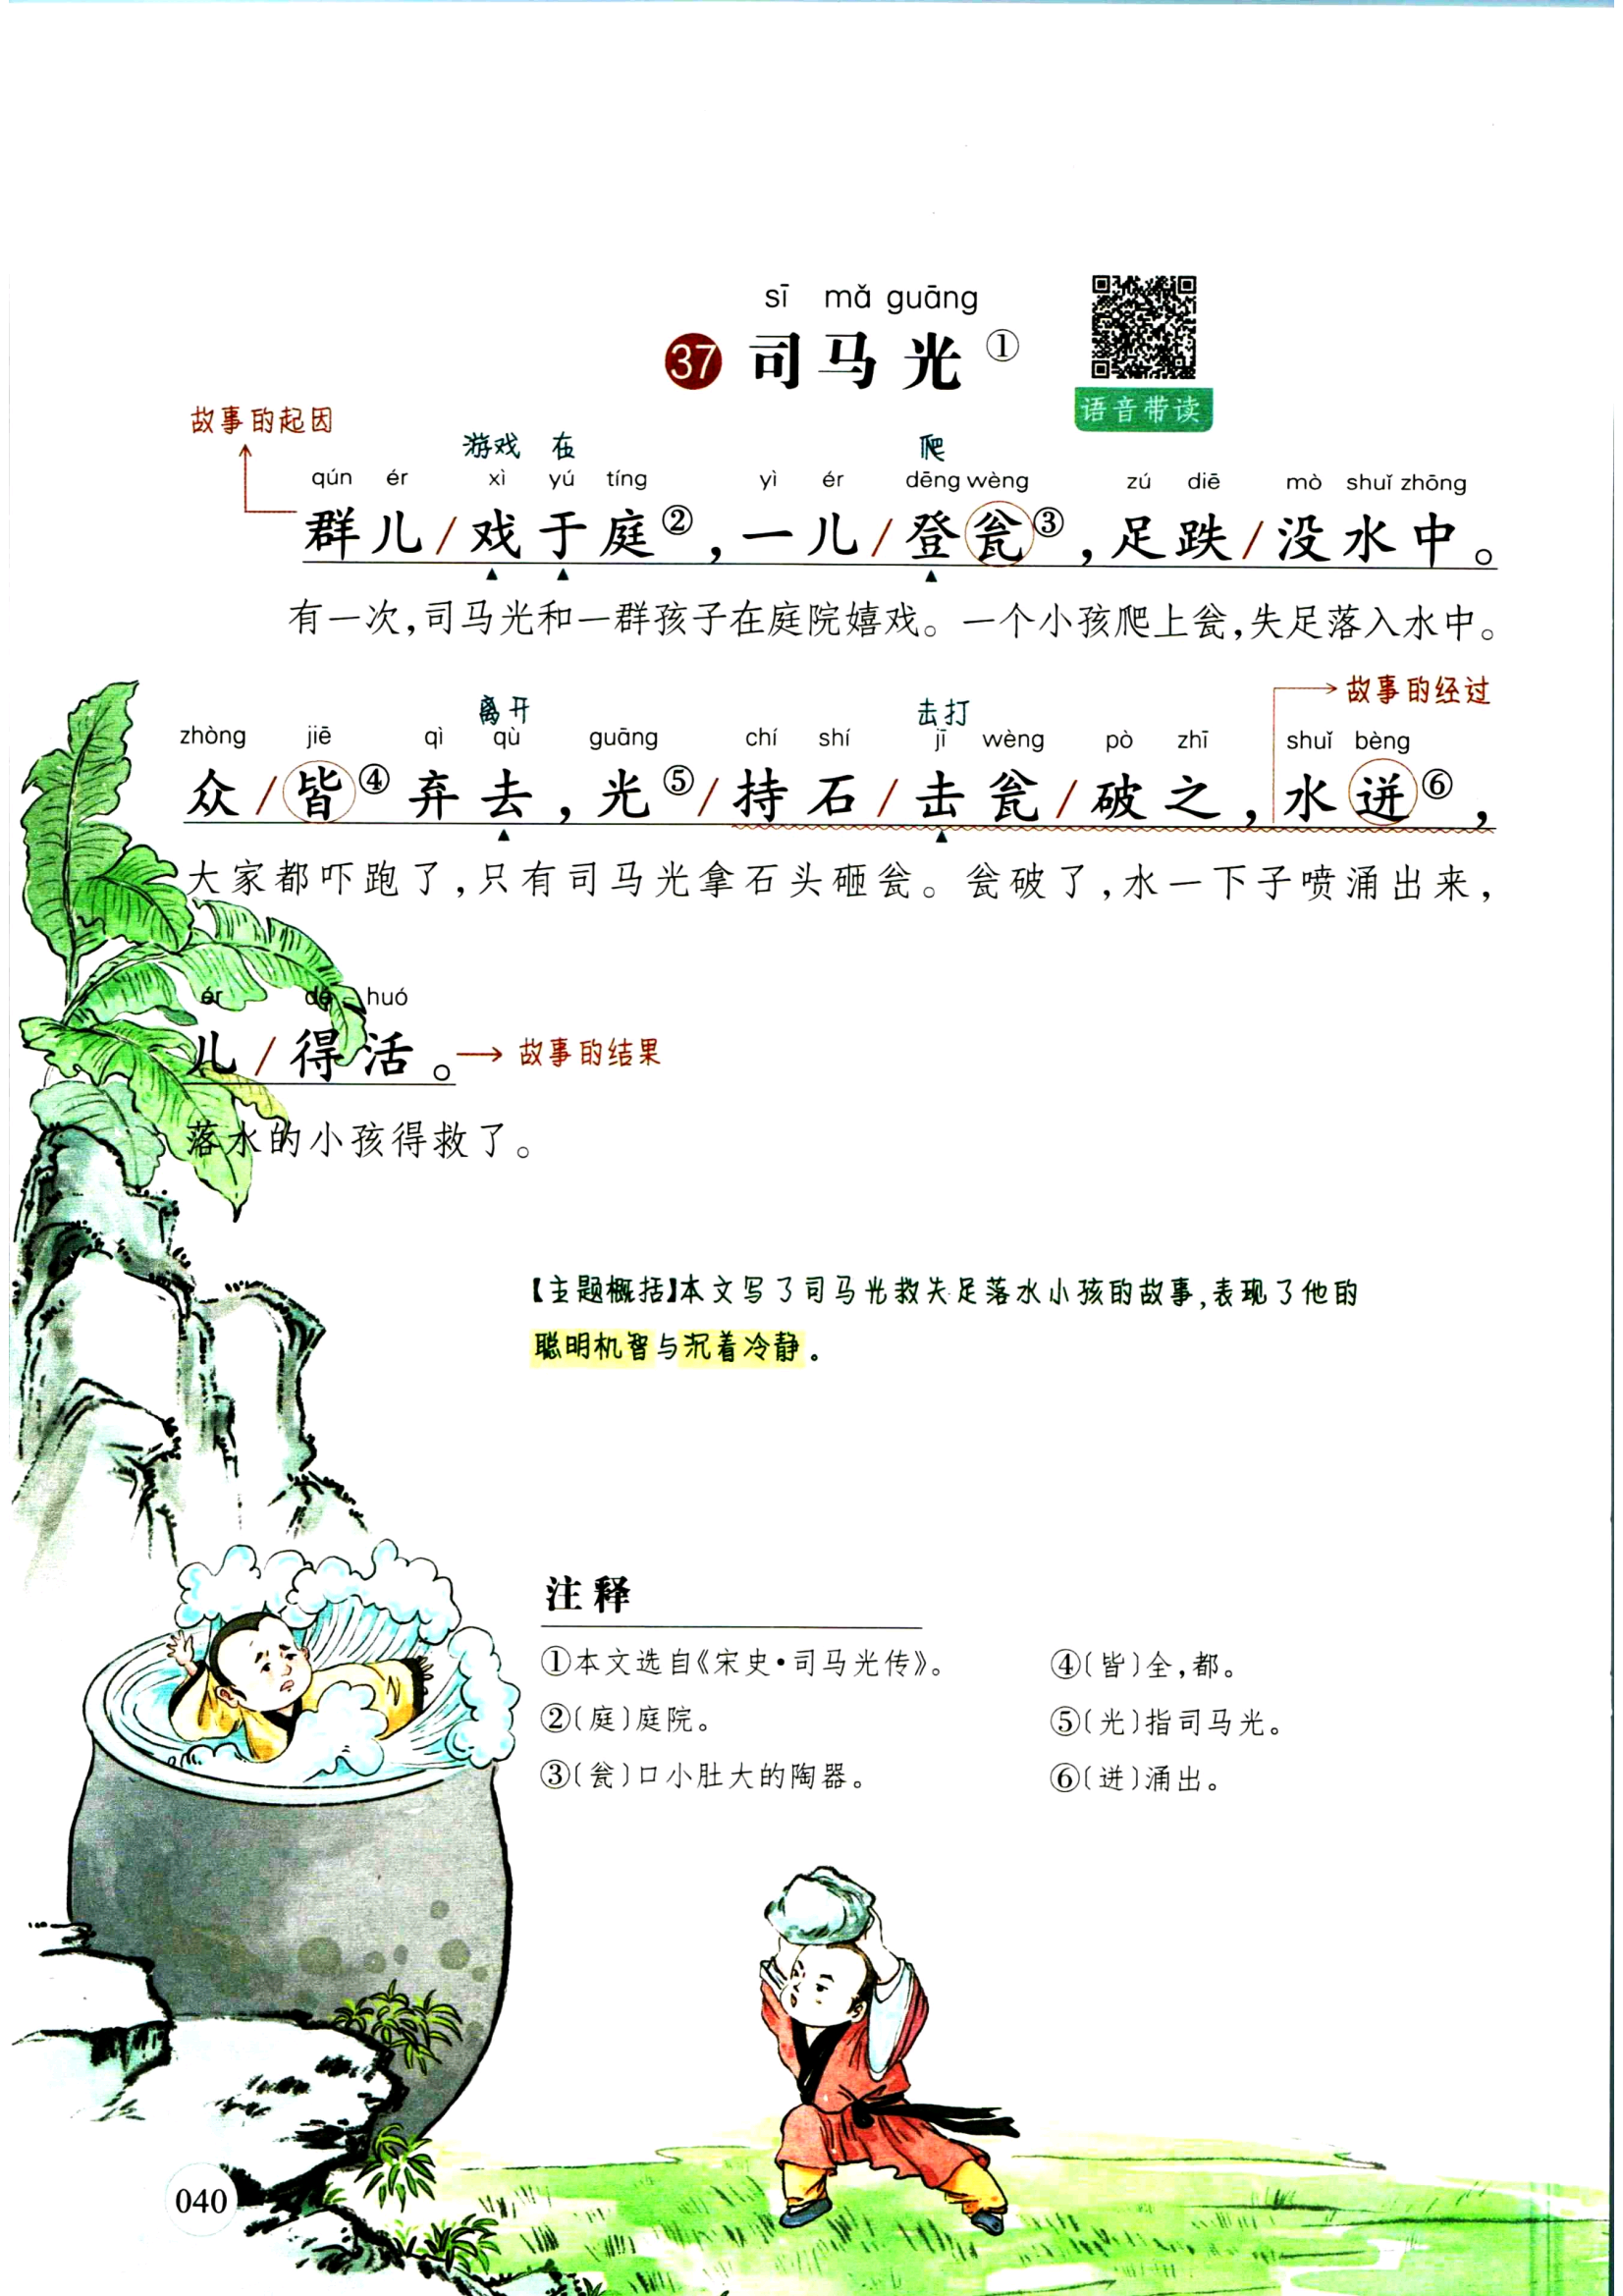 sī mǎ guāng
37 司马光①
语音带读
故事的起因
游戏 在 爬
qún ér xì yú tíng yì ér dēng wèng zú diē mò shuǐ zhōng
群儿/戏于庭②，一儿/登瓮③，足跌/没水中。
有一次，司马光和一群孩子在庭院嬉戏。一个小孩爬上瓮，失足落入水中。
故事的经过
离开 击打
zhòng jiē qì qù guāng chí shí jī wèng pò zhī shuǐ bèng
众/皆④弃去，光⑤/持石/击瓮/破之，水迸⑥，
大家都吓跑了，只有司马光拿石头砸瓮。瓮破了，水一下子喷涌出来，
ér dé huó
儿/得活。 故事的结果
落水的小孩得救了。
【主题概括】本文写了司马光救失足落水小孩的故事，表现了他的
聪明机智与沉着冷静。
注释
①本文选自《宋史·司马光传》。
②〔庭〕庭院。
③〔瓮〕口小肚大的陶器。
④〔皆〕全，都。
⑤〔光〕指司马光。
⑥〔迸〕涌出。
040